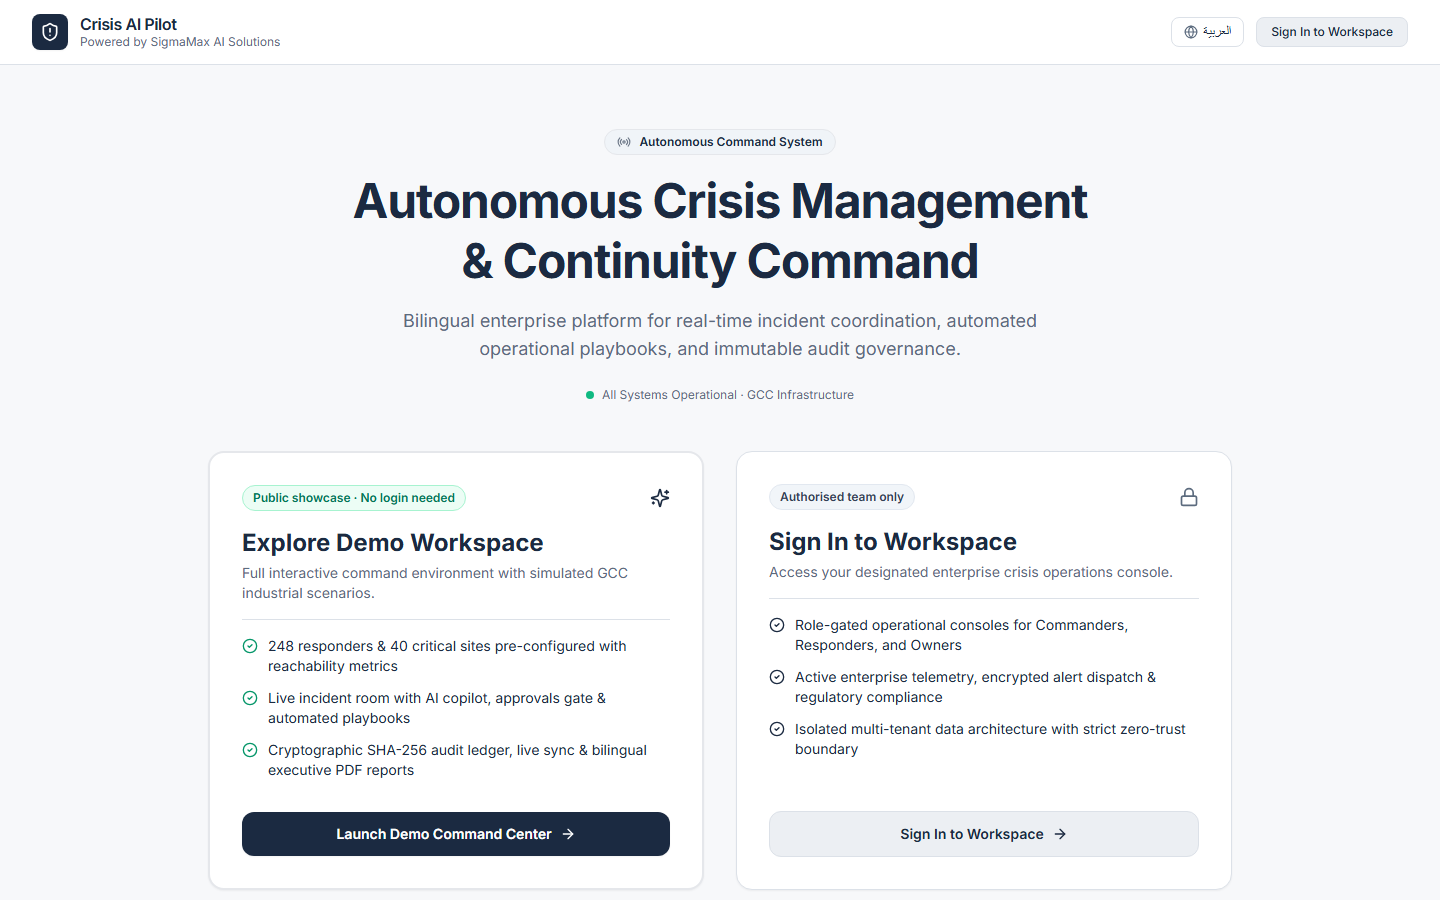 Crisis AI Pilot
Powered by SigmaMax AI Solutions
العربية
Sign In to Workspace
Autonomous Command System
Autonomous Crisis Management
& Continuity Command
Bilingual enterprise platform for real-time incident coordination, automated
operational playbooks, and immutable audit governance.
All Systems Operational · GCC Infrastructure
Public showcase · No login needed
Explore Demo Workspace
Full interactive command environment with simulated GCC
industrial scenarios.
248 responders & 40 critical sites pre-configured with
reachability metrics
Live incident room with AI copilot, approvals gate &
automated playbooks
Cryptographic SHA-256 audit ledger, live sync & bilingual
executive PDF reports
Launch Demo Command Center
Authorised team only
Sign In to Workspace
Access your designated enterprise crisis operations console.
Role-gated operational consoles for Commanders,
Responders, and Owners
Active enterprise telemetry, encrypted alert dispatch &
regulatory compliance
Isolated multi-tenant data architecture with strict zero-trust
boundary
Sign In to Workspace